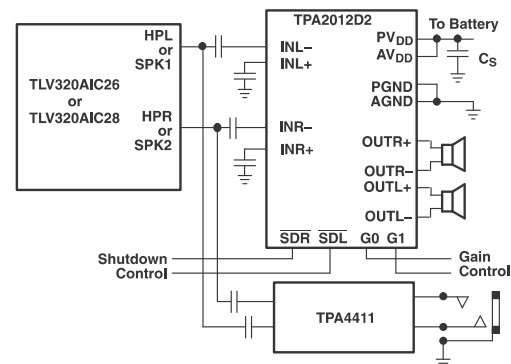 TPA2012D2
HPL
or
SPK1
TLV320AIC26
or
TLV320AIC28
HPR
or
SPK2
INL–
INL+
INR–
INR+
PVDD
AVDD
PGND
AGND
OUTR+
OUTR–
OUTL+
OUTL–
To Battery
CS
SDR SDL G0 G1
Shutdown
Control
Gain
Control
TPA4411